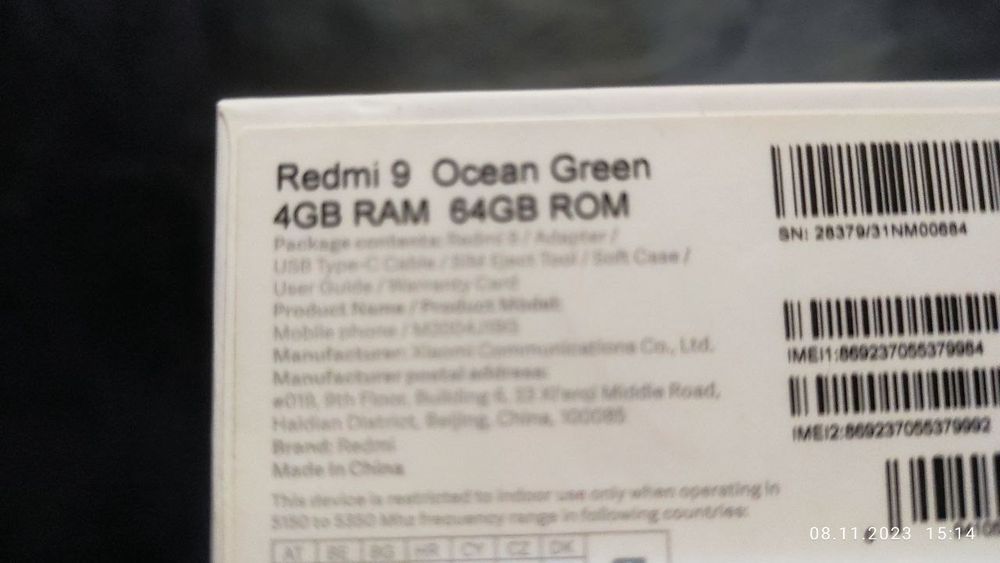 Redmi 9 Ocean Green
4GB RAM 64GB ROM
Package contents: Redmi 9 / Adapter /
USB Type-C Cable / SIM Eject Tool / Soft Case /
User Guide / Warranty Card
Product Name / Product Model:
Mobile phone /
Manufacturer: Xiaomi Communications Co., Ltd.
Manufacturer postal address:
9th Floor, Building 6, 33 Xi'erqi Middle Road,
Haidian District, Beijing, China, 100085
Brand: Redmi
Made in China
This device is restricted to indoor use only when operating in
5150 to 5350 Mhz frequency range in following countries:
AT BE BG HR CY CZ DK
SN: 28379/31NM00684
IMEI1:869237055379984
IMEI2:869237055379992
08.11.2023 15:14